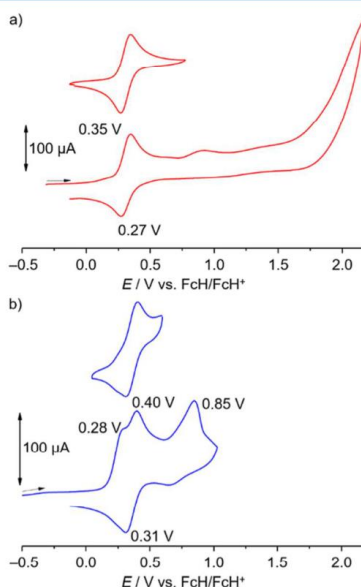 a)
0.35 V
100 µA
0.27 V
–0.5 0.0 0.5 1.0 1.5 2.0
E / V vs. FcH/FcH⁺
b)
0.40 V
0.85 V
0.28 V
100 µA
0.31 V
–0.5 0.0 0.5 1.0 1.5 2.0
E / V vs. FcH/FcH⁺